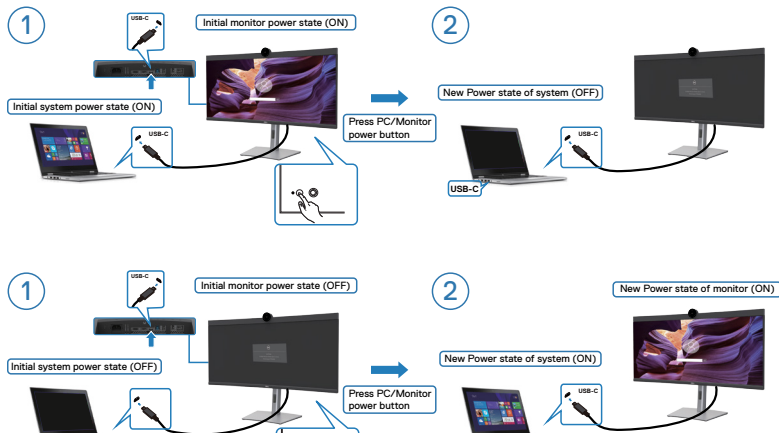 1
USB-C
Initial monitor power state (ON)
2
Initial system power state (ON)
New Power state of system (OFF)
Press PC/Monitor
power button
USB-C
USB-C
USB-C
1
USB-C
Initial monitor power state (OFF)
2
New Power state of monitor (ON)
Initial system power state (OFF)
New Power state of system (ON)
Press PC/Monitor
power button
USB-C
USB-C